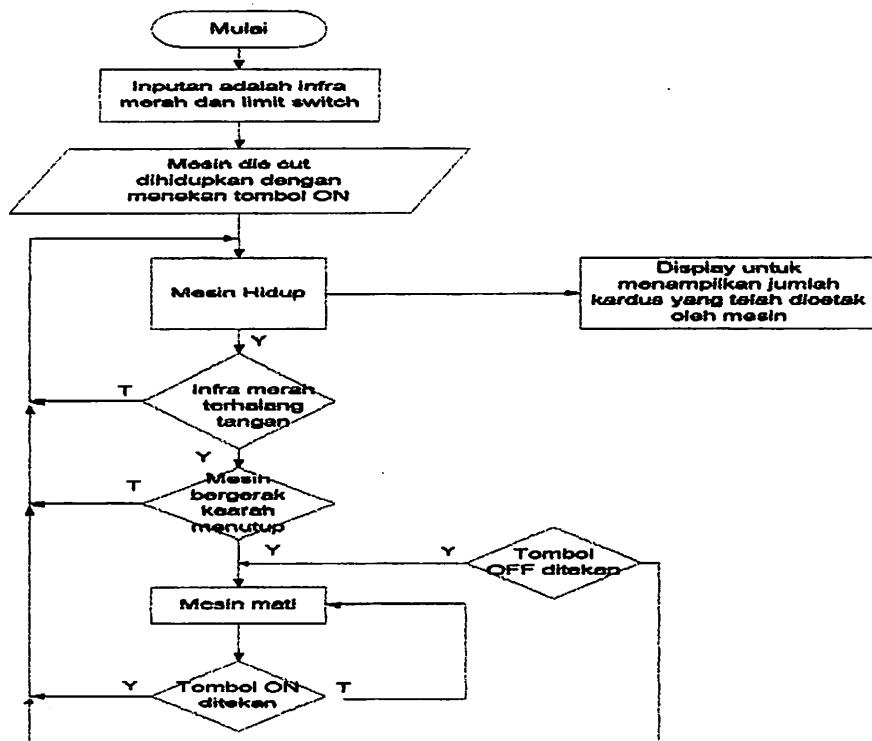 Mulai
Inputan adalah infra
merah dan limit switch
Mesin die cut
dihidupkan dengan
menekan tombol ON
Mesin Hidup
Display untuk
menampilkan jumlah
kardus yang telah dicetak
oleh mesin
Y
T
Infra merah
terhalang
tangan
Y
T
Mesin
bergerak
kearah
menutup
Y
Y
Tombol
OFF ditekan
Mesin mati
Y
Tombol ON
ditekan
T